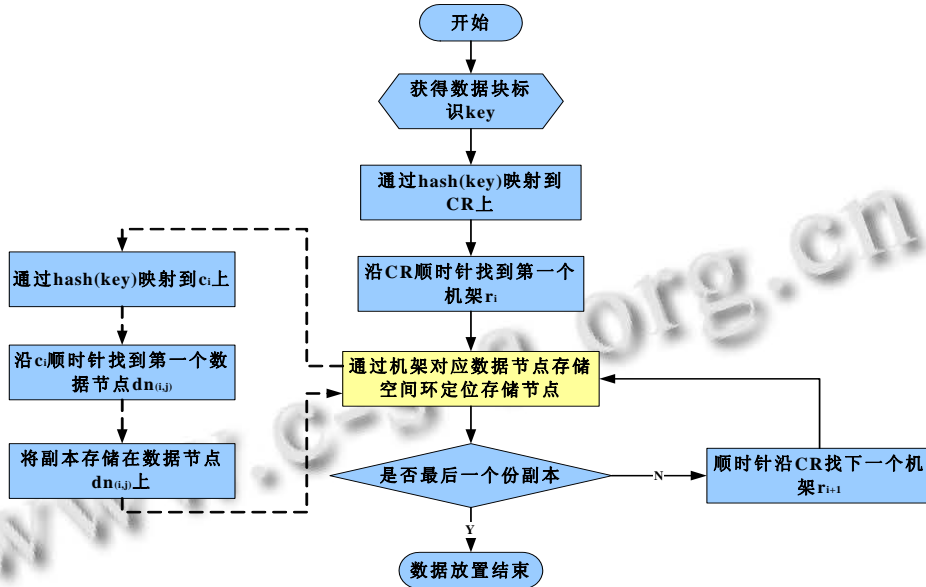 开始
获得数据块标
识key
通过hash(key)映射到
CR上
沿CR顺时针找到第一个
机架ri
通过机架对应数据节点存储
空间环定位存储节点
是否最后一个份副本
N
顺时针沿CR找下一个机
架ri+1
Y
数据放置结束
通过hash(key)映射到ci上
沿ci顺时针找到第一个数
据节点dn(i,j)
将副本存储在数据节点
dn(i,j)上